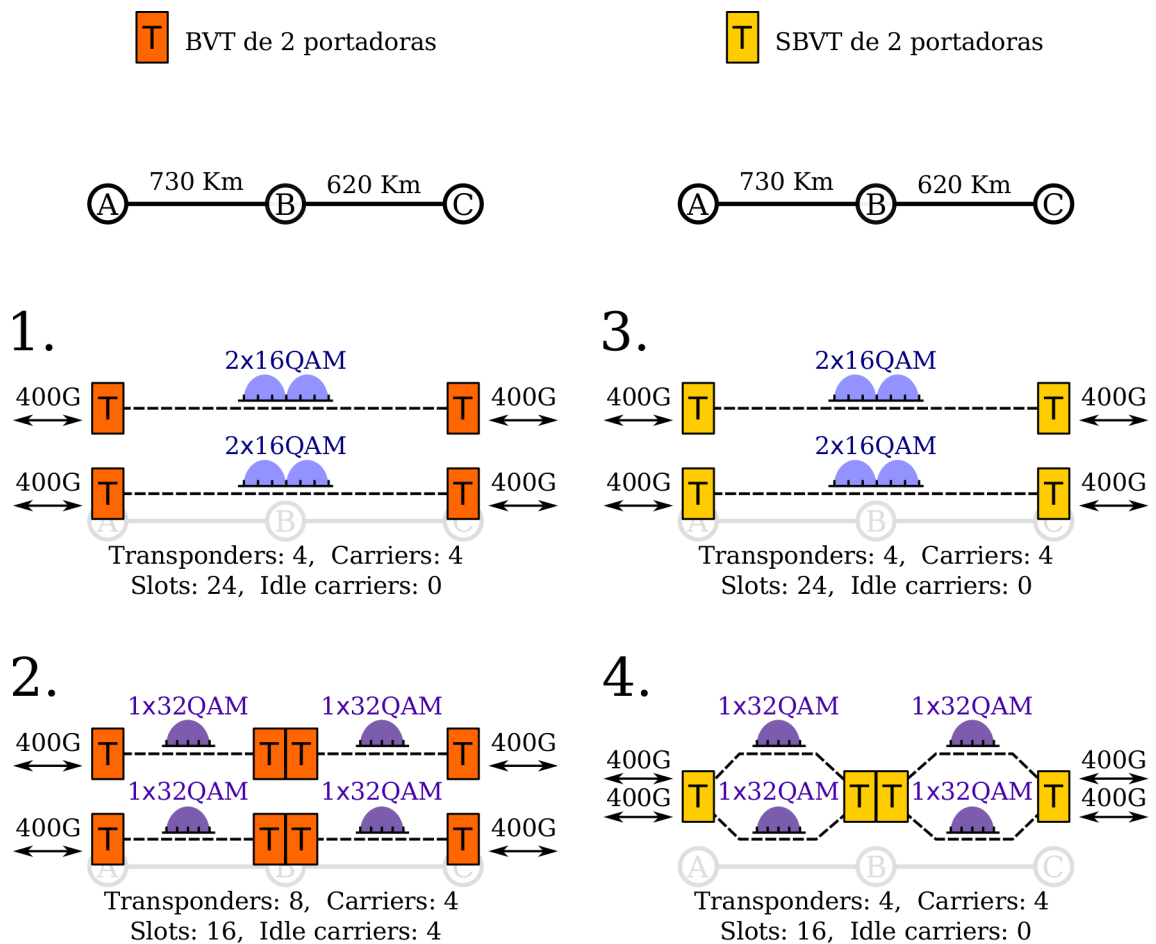 T BVT de 2 portadoras
T SBVT de 2 portadoras
730 Km 620 Km
A B C
730 Km 620 Km
A B C
1.
2x16QAM
400G T T 400G
2x16QAM
400G T T 400G
A B C
Transponders: 4, Carriers: 4
Slots: 24, Idle carriers: 0
3.
2x16QAM
400G T T 400G
2x16QAM
400G T T 400G
A B C
Transponders: 4, Carriers: 4
Slots: 24, Idle carriers: 0
2.
1x32QAM 1x32QAM
400G T T T T 400G
1x32QAM 1x32QAM
400G T T T T 400G
A B C
Transponders: 8, Carriers: 4
Slots: 16, Idle carriers: 4
4.
1x32QAM 1x32QAM
400G 400G
T T T T
1x32QAM 1x32QAM
400G 400G
A B C
Transponders: 4, Carriers: 4
Slots: 16, Idle carriers: 0